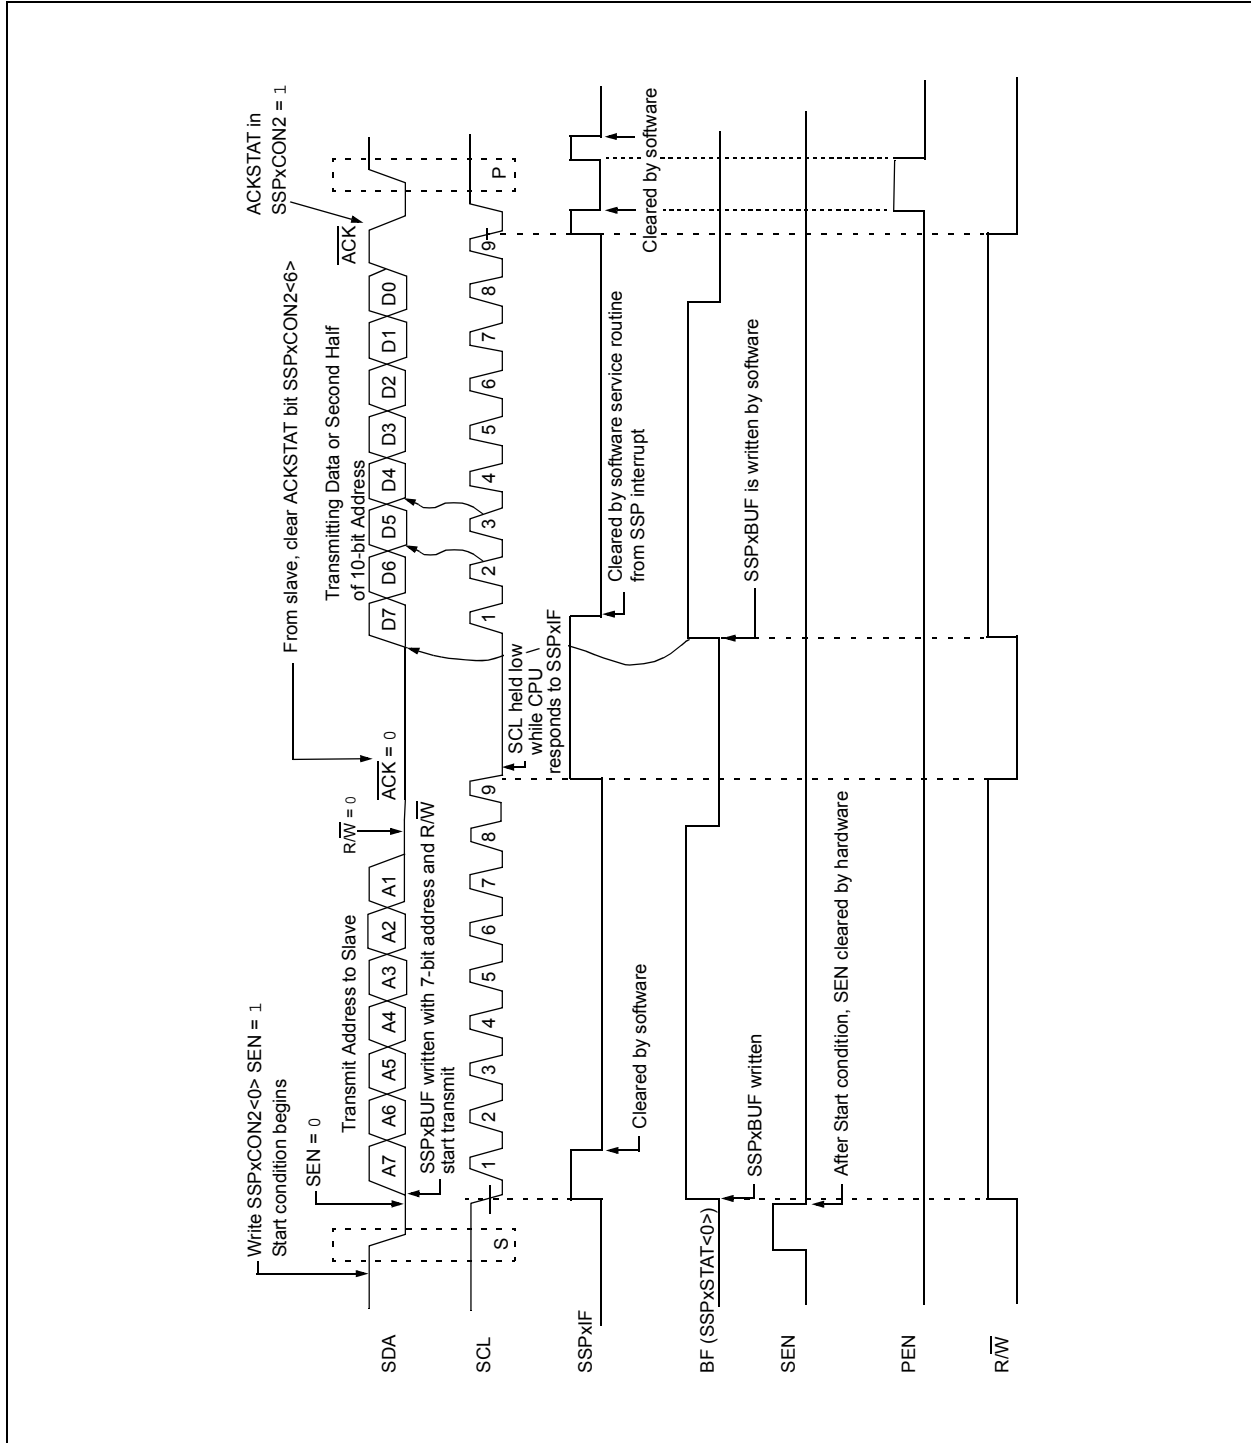 Write SSPxCON2<0> SEN = 1
Start condition begins
SEN = 0
From slave, clear ACKSTAT bit SSPxCON2<6>
ACKSTAT in
SSPxCON2 = 1
Transmit Address to Slave
R/W = 0
ACK = 0
Transmitting Data or Second Half
of 10-bit Address
ACK
SDA
A7 A6 A5 A4 A3 A2 A1
D7 D6 D5 D4 D3 D2 D1 D0
SSPxBUF written with 7-bit address and R/W
start transmit
SCL
S
1 2 3 4 5 6 7 8 9
1 2 3 4 5 6 7 8 9
P
SCL held low
while CPU
responds to SSPxIF
SSPxIF
Cleared by software
Cleared by software service routine
from SSP interrupt
Cleared by software
BF (SSPxSTAT<0>)
SSPxBUF written
SSPxBUF is written by software
SEN
After Start condition, SEN cleared by hardware
PEN
R/W